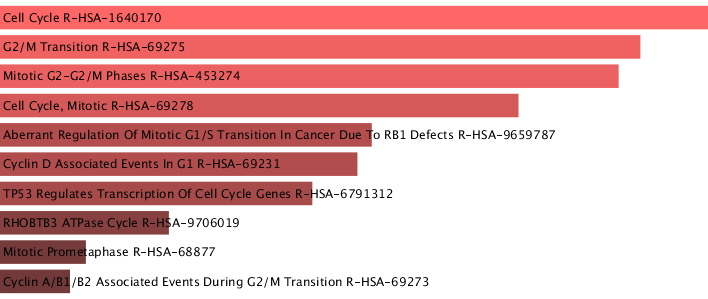 Cell Cycle R-HSA-1640170
G2/M Transition R-HSA-69275
Mitotic G2-G2/M Phases R-HSA-453274
Cell Cycle, Mitotic R-HSA-69278
Aberrant Regulation Of Mitotic G1/S Transition In Cancer Due To RB1 Defects R-HSA-9659787
Cyclin D Associated Events In G1 R-HSA-69231
TP53 Regulates Transcription Of Cell Cycle Genes R-HSA-6791312
RHOBTB3 ATPase Cycle R-HSA-9706019
Mitotic Prometaphase R-HSA-68877
Cyclin A/B1/B2 Associated Events During G2/M Transition R-HSA-69273